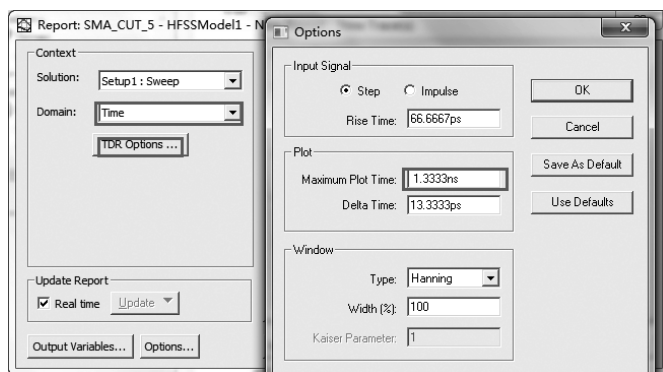 Report: SMA_CUT_5 - HFSSModel1 - N
Context
Solution: Setup1 : Sweep
Domain: Time
TDR Options ...
Update Report
Real time Update
Output Variables... Options...
Options
Input Signal
Step Impulse
Rise Time: 66.6667ps
Plot
Maximum Plot Time: 1.3333ns
Delta Time: 13.3333ps
Window
Type: Hanning
Width (%): 100
Kaiser Parameter: 1
OK
Cancel
Save As Default
Use Defaults